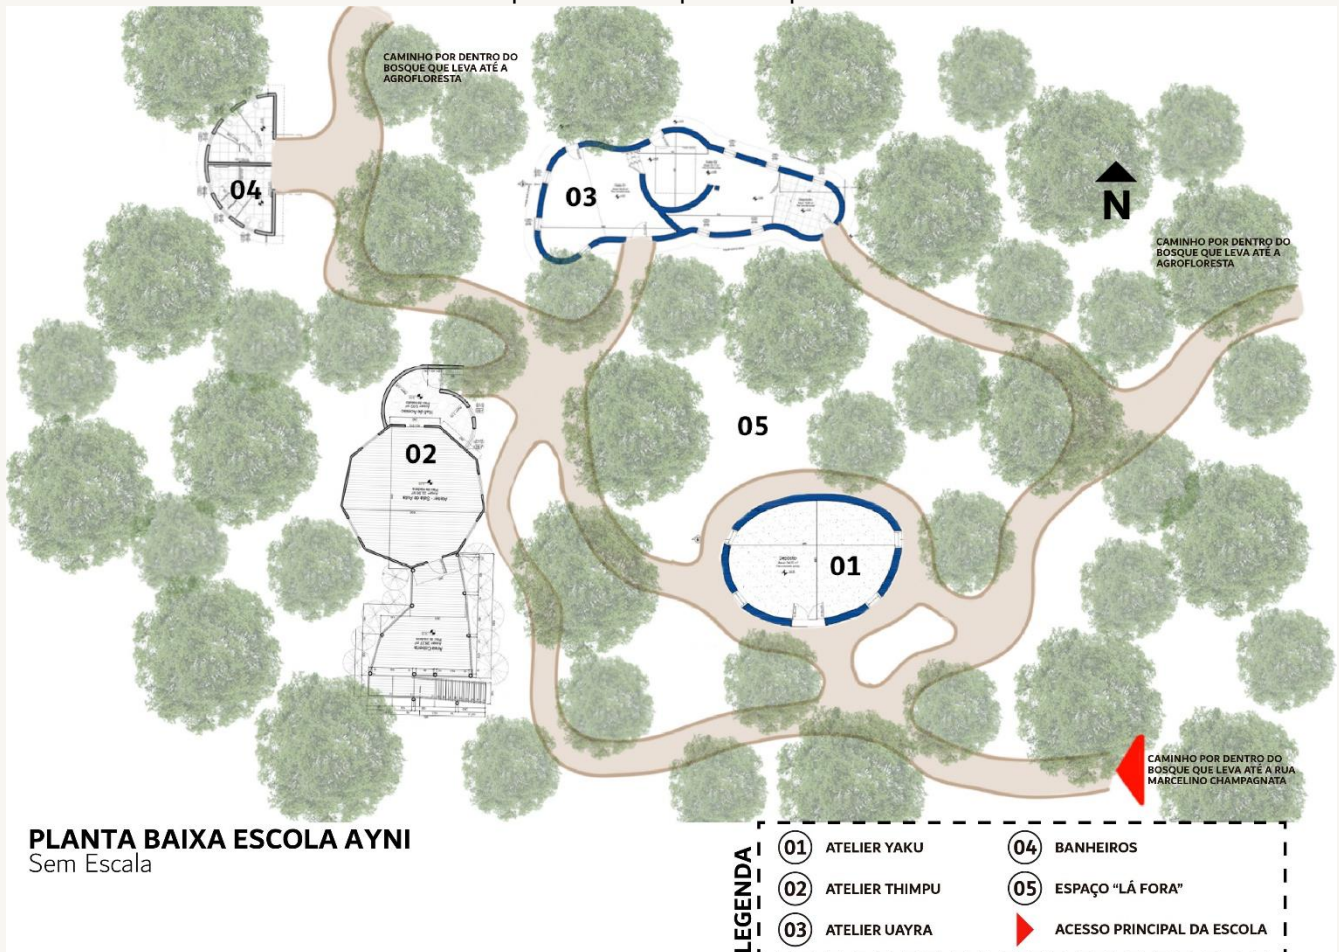 CAMINHO POR DENTRO DO
BOSQUE QUE LEVA ATÉ A
AGROFLORESTA
04
03
N
CAMINHO POR DENTRO DO
BOSQUE QUE LEVA ATÉ A
AGROFLORESTA
02
05
01
CAMINHO POR DENTRO DO
BOSQUE QUE LEVA ATÉ A RUA
MARCELINO CHAMPAGNATA
PLANTA BAIXA ESCOLA AYNI
Sem Escala
LEGENDA
01 ATELIER YAKU
02 ATELIER THIMPU
03 ATELIER UAYRA
04 BANHEIROS
05 ESPAÇO “LÁ FORA”
ACESSO PRINCIPAL DA ESCOLA